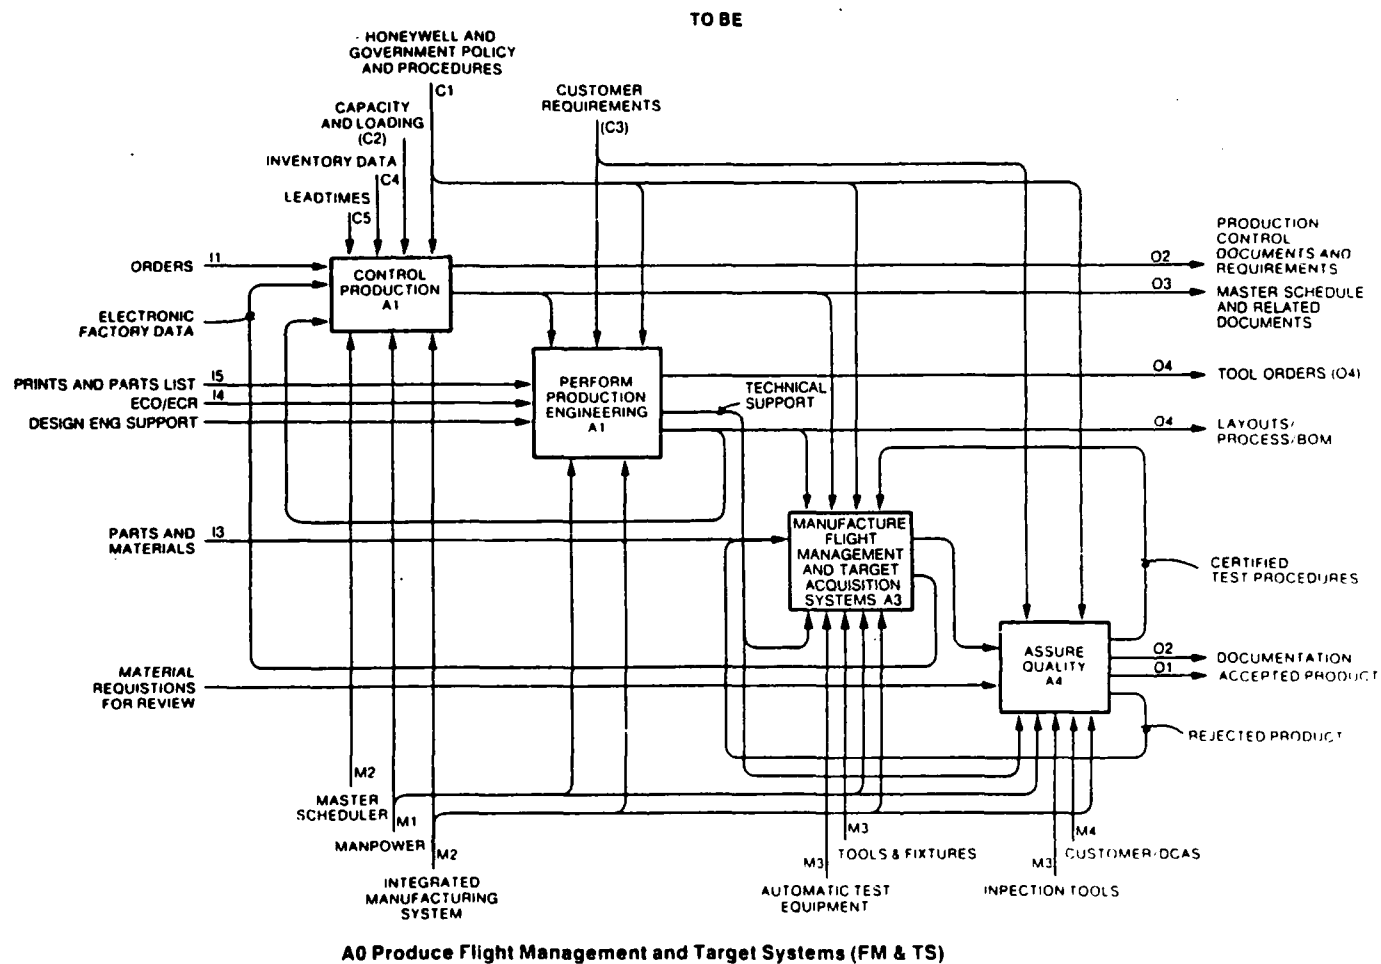 TO BE
HONEYWELL AND
GOVERNMENT POLICY
AND PROCEDURES
C1
CUSTOMER
REQUIREMENTS
(C3)
CAPACITY
AND LOADING
(C2)
INVENTORY DATA
C4
LEADTIMES
C5
ORDERS
I1
CONTROL
PRODUCTION
A1
O2
PRODUCTION
CONTROL
DOCUMENTS AND
REQUIREMENTS
O3
MASTER SCHEDULE
AND RELATED
DOCUMENTS
ELECTRONIC
FACTORY DATA
PRINTS AND PARTS LIST
I5
ECO/ECR
I4
DESIGN ENG SUPPORT
PERFORM
PRODUCTION
ENGINEERING
A1
TECHNICAL
SUPPORT
O4
TOOL ORDERS (O4)
O4
LAYOUTS/
PROCESS/BOM
PARTS AND
MATERIALS
I3
MANUFACTURE
FLIGHT
MANAGEMENT
AND TARGET
ACQUISITION
SYSTEMS A3
CERTIFIED
TEST PROCEDURES
MATERIAL
REQUISTIONS
FOR REVIEW
ASSURE
QUALITY
A4
O2
DOCUMENTATION
O1
ACCEPTED PRODUCT
REJECTED PRODUCT
M2
MASTER
SCHEDULER
M1
MANPOWER
M2
INTEGRATED
MANUFACTURING
SYSTEM
M3
TOOLS & FIXTURES
M3
AUTOMATIC TEST
EQUIPMENT
M4
CUSTOMER/DCAS
M3
INPECTION TOOLS
A0 Produce Flight Management and Target Systems (FM & TS)